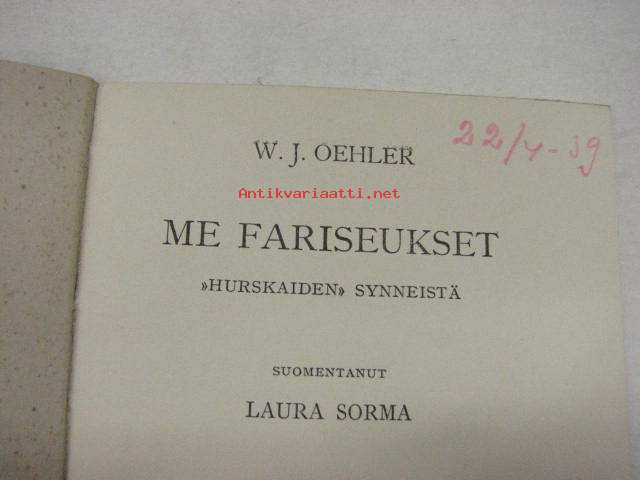 22/4-39
W. J. OEHLER
Antikvariaatti.net
ME FARISEUKSET
»HURSKAIDEN» SYNNEISTÄ
SUOMENTANUT
LAURA SORMA